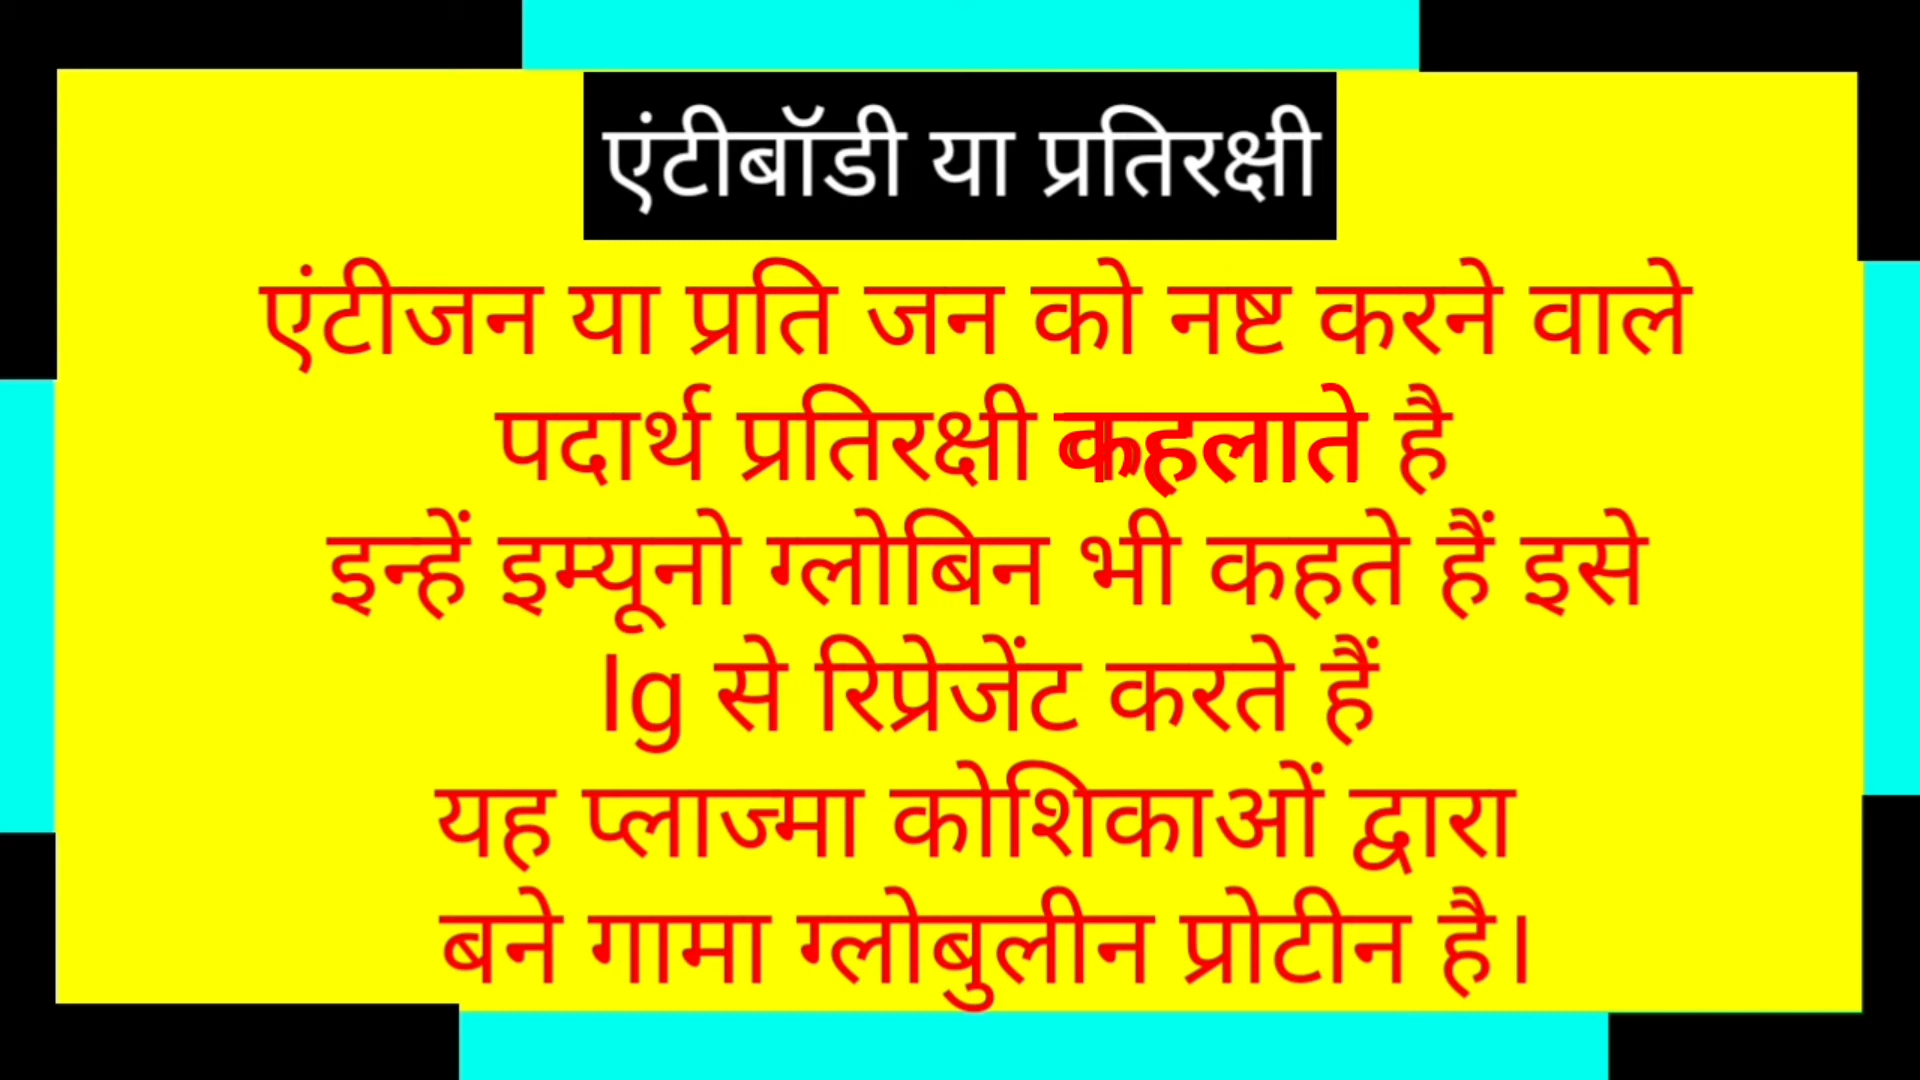 एंटीबॉडी या प्रतिरक्षी
एंटीजन या प्रति जन को नष्ट करने वाले
पदार्थ प्रतिरक्षी कहलाते है
इन्हें इम्यूनो ग्लोबिन भी कहते हैं इसे
Ig से रिप्रेजेंट करते हैं
यह प्लाज्मा कोशिकाओं द्वारा
बने गामा ग्लोबुलीन प्रोटीन है।